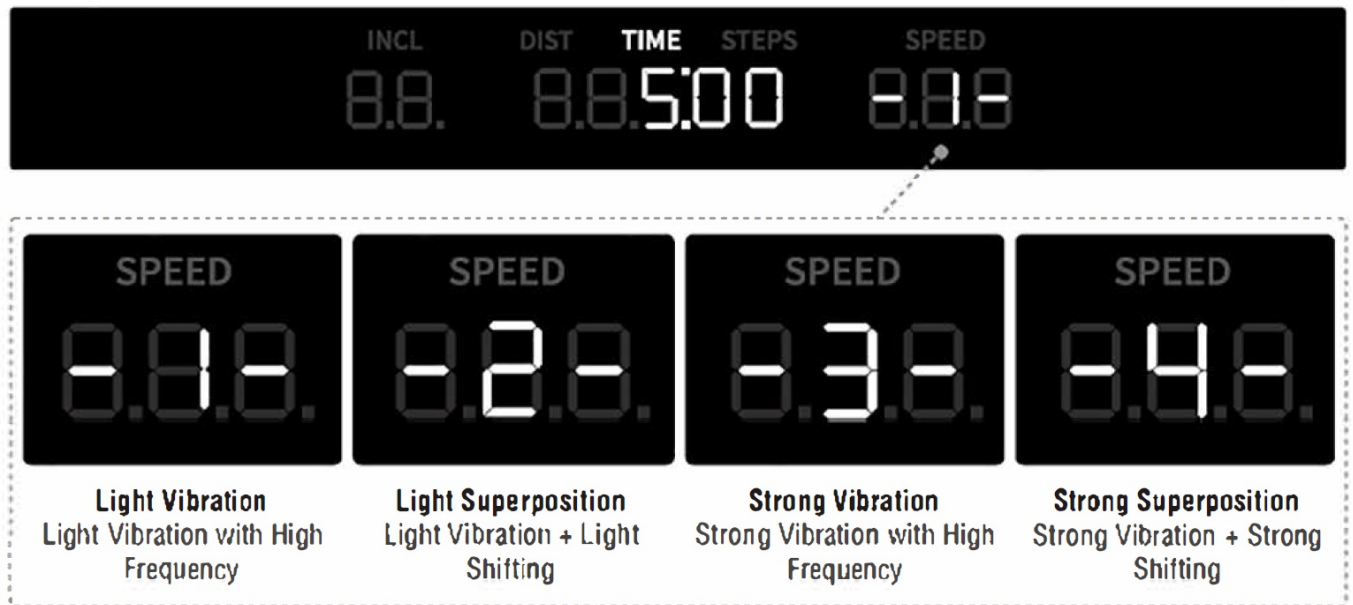 INCL DIST TIME STEPS SPEED
5:00 -1-
SPEED SPEED SPEED SPEED
-1- -2- -3- -4-
Light Vibration
Light Vibration with High
Frequency
Light Superposition
Light Vibration + Light
Shifting
Strong Vibration
Strong Vibration with High
Frequency
Strong Superposition
Strong Vibration + Strong
Shifting